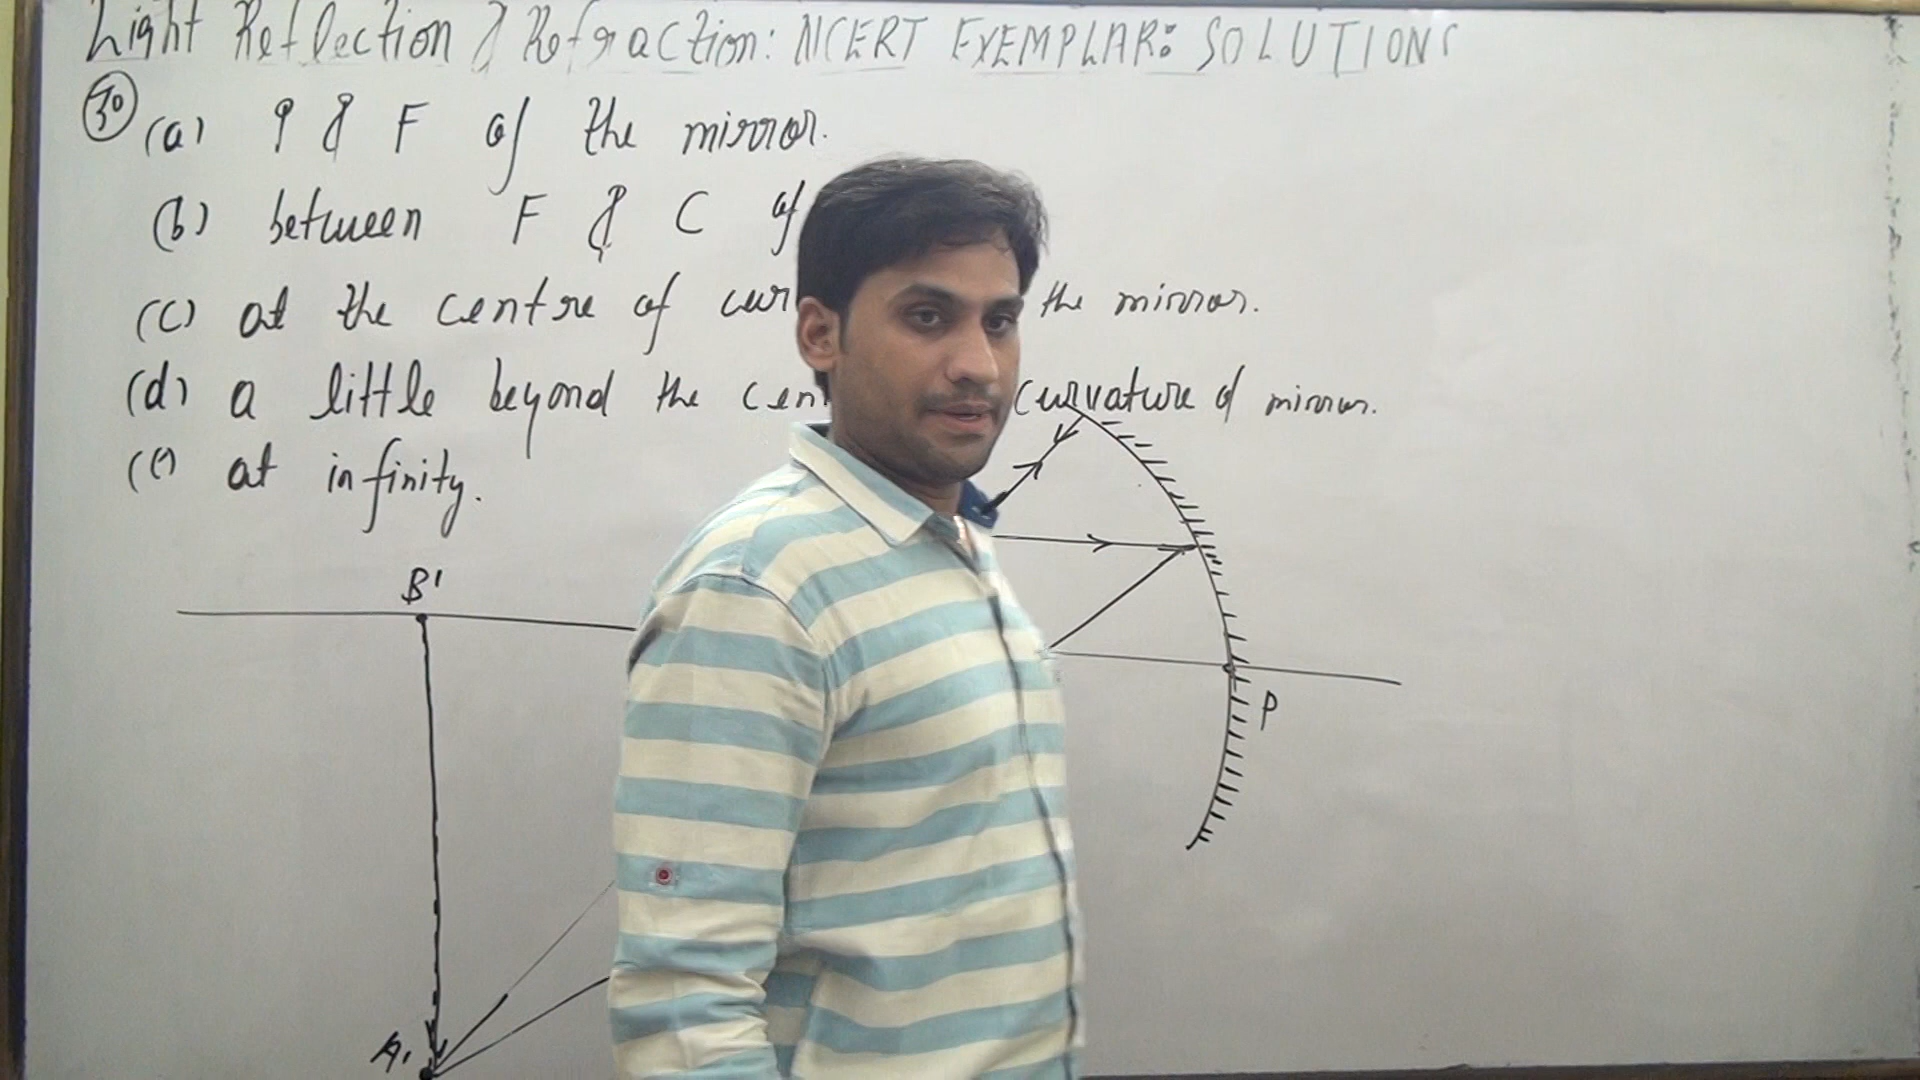 Light Reflection & Refraction: NCERT EXEMPLAR: SOLUTIONS
30 (a) P & F of the mirror.
(b) between F & C of
(c) at the centre of cur the mirror.
(d) a little beyond the cen curvature of mirror.
(e) at infinity.
B'
P
A'